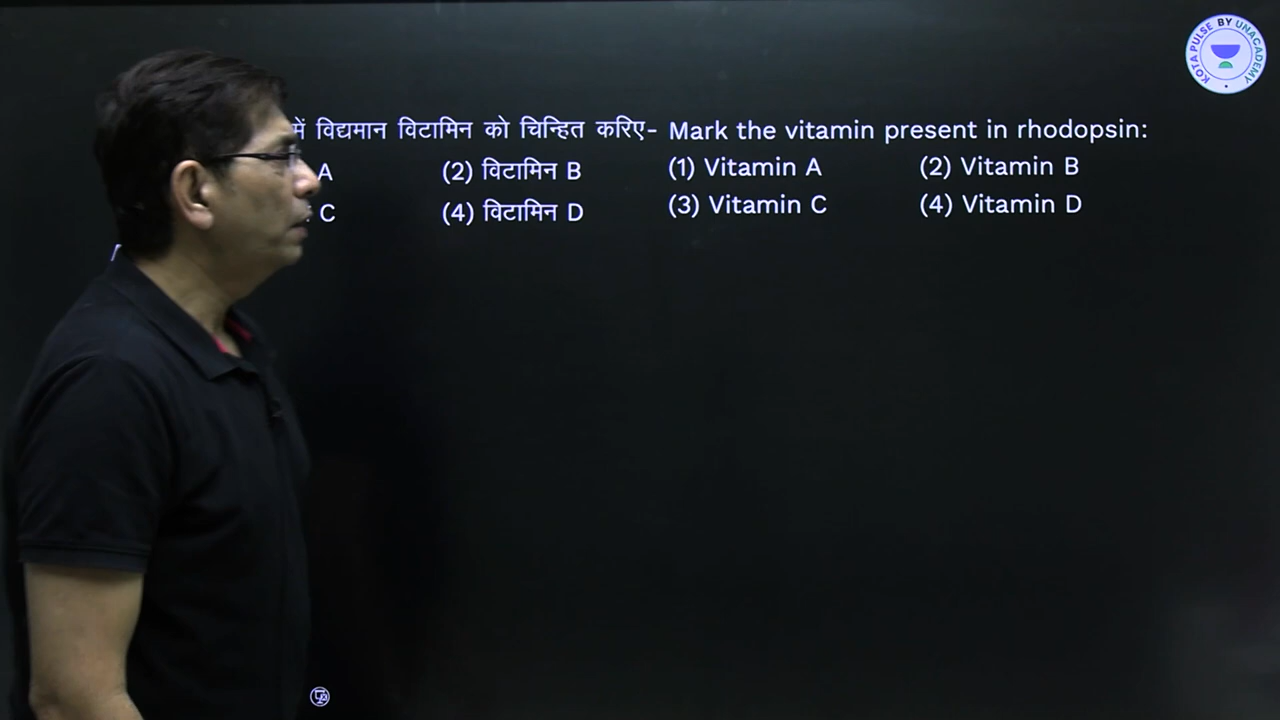 में विद्यमान विटामिन को चिन्हित करिए-
A (2) विटामिन B
C (4) विटामिन D
Mark the vitamin present in rhodopsin:
(1) Vitamin A (2) Vitamin B
(3) Vitamin C (4) Vitamin D
KOTA PULSE BY UNACADEMY